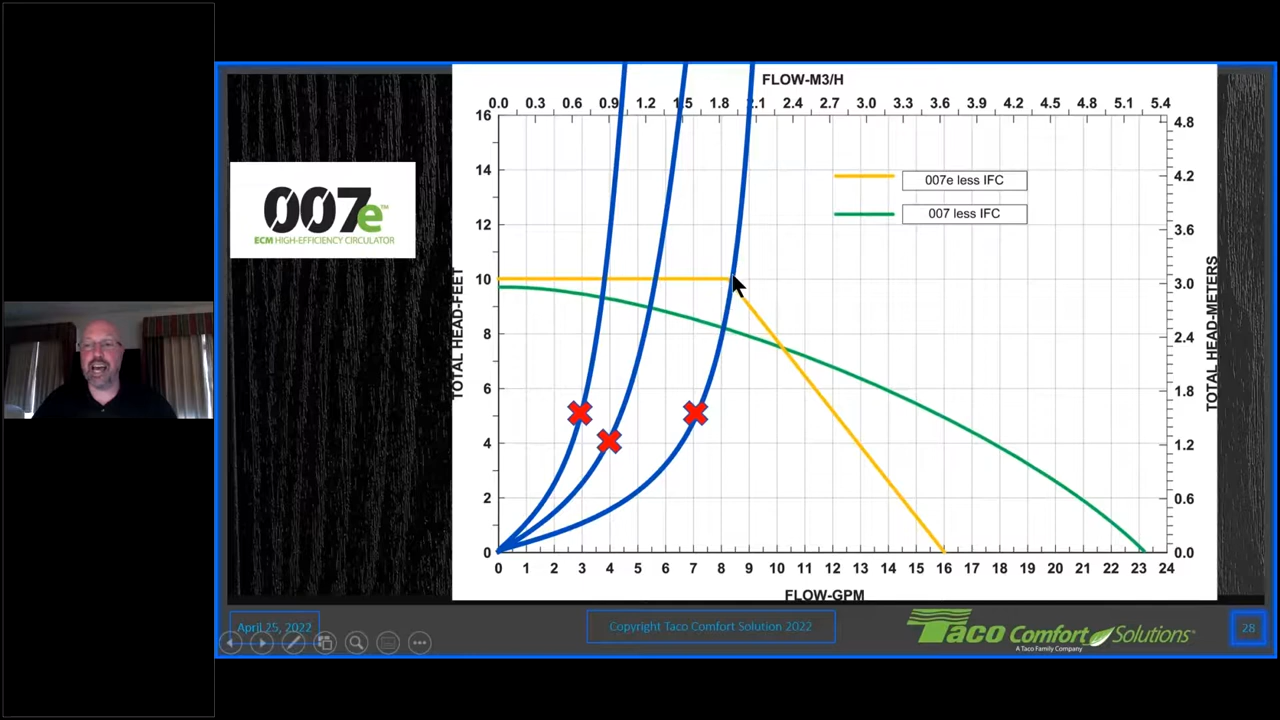 FLOW-M3/H
0.0 0.3 0.6 0.9 1.2 1.5 1.8 2.1 2.4 2.7 3.0 3.3 3.6 3.9 4.2 4.5 4.8 5.1 5.4
16
14
12
10
8
6
4
2
0
TOTAL HEAD-FEET
007e™
ECM HIGH-EFFICIENCY CIRCULATOR
007e less IFC
007 less IFC
4.8
4.2
3.6
3.0
2.4
1.8
1.2
0.6
0.0
TOTAL HEAD-METERS
0 1 2 3 4 5 6 7 8 9 10 11 12 13 14 15 16 17 18 19 20 21 22 23 24
FLOW-GPM
April 25, 2022
Copyright Taco Comfort Solution 2022
Taco Comfort Solutions®
A Taco Family Company
28